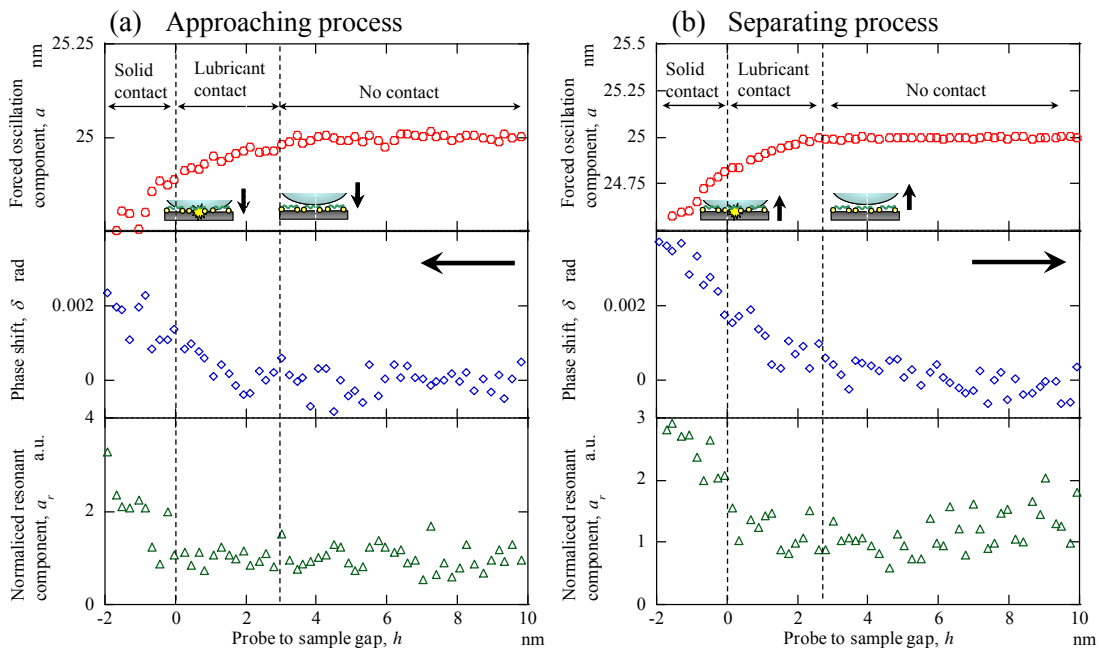 (a) Approaching process
25.25
nm
Solid
contact
Lubricant
contact
No contact
25
Forced oscillation
component, a
rad
0.002
Phase shift, δ
0
4
a.u.
2
Normaliced resonant
component, a_r
0
-2 0 2 4 6 8 10
Probe to sample gap, h
nm
(b) Separating process
25.5
nm
Solid
contact
Lubricant
contact
No contact
25.25
25
24.75
Forced oscillation
component, a
rad
0.002
Phase shift, δ
0
3
a.u.
2
1
Normalized resonant
component, a_r
0
-2 0 2 4 6 8 10
Probe to sample gap, h
nm